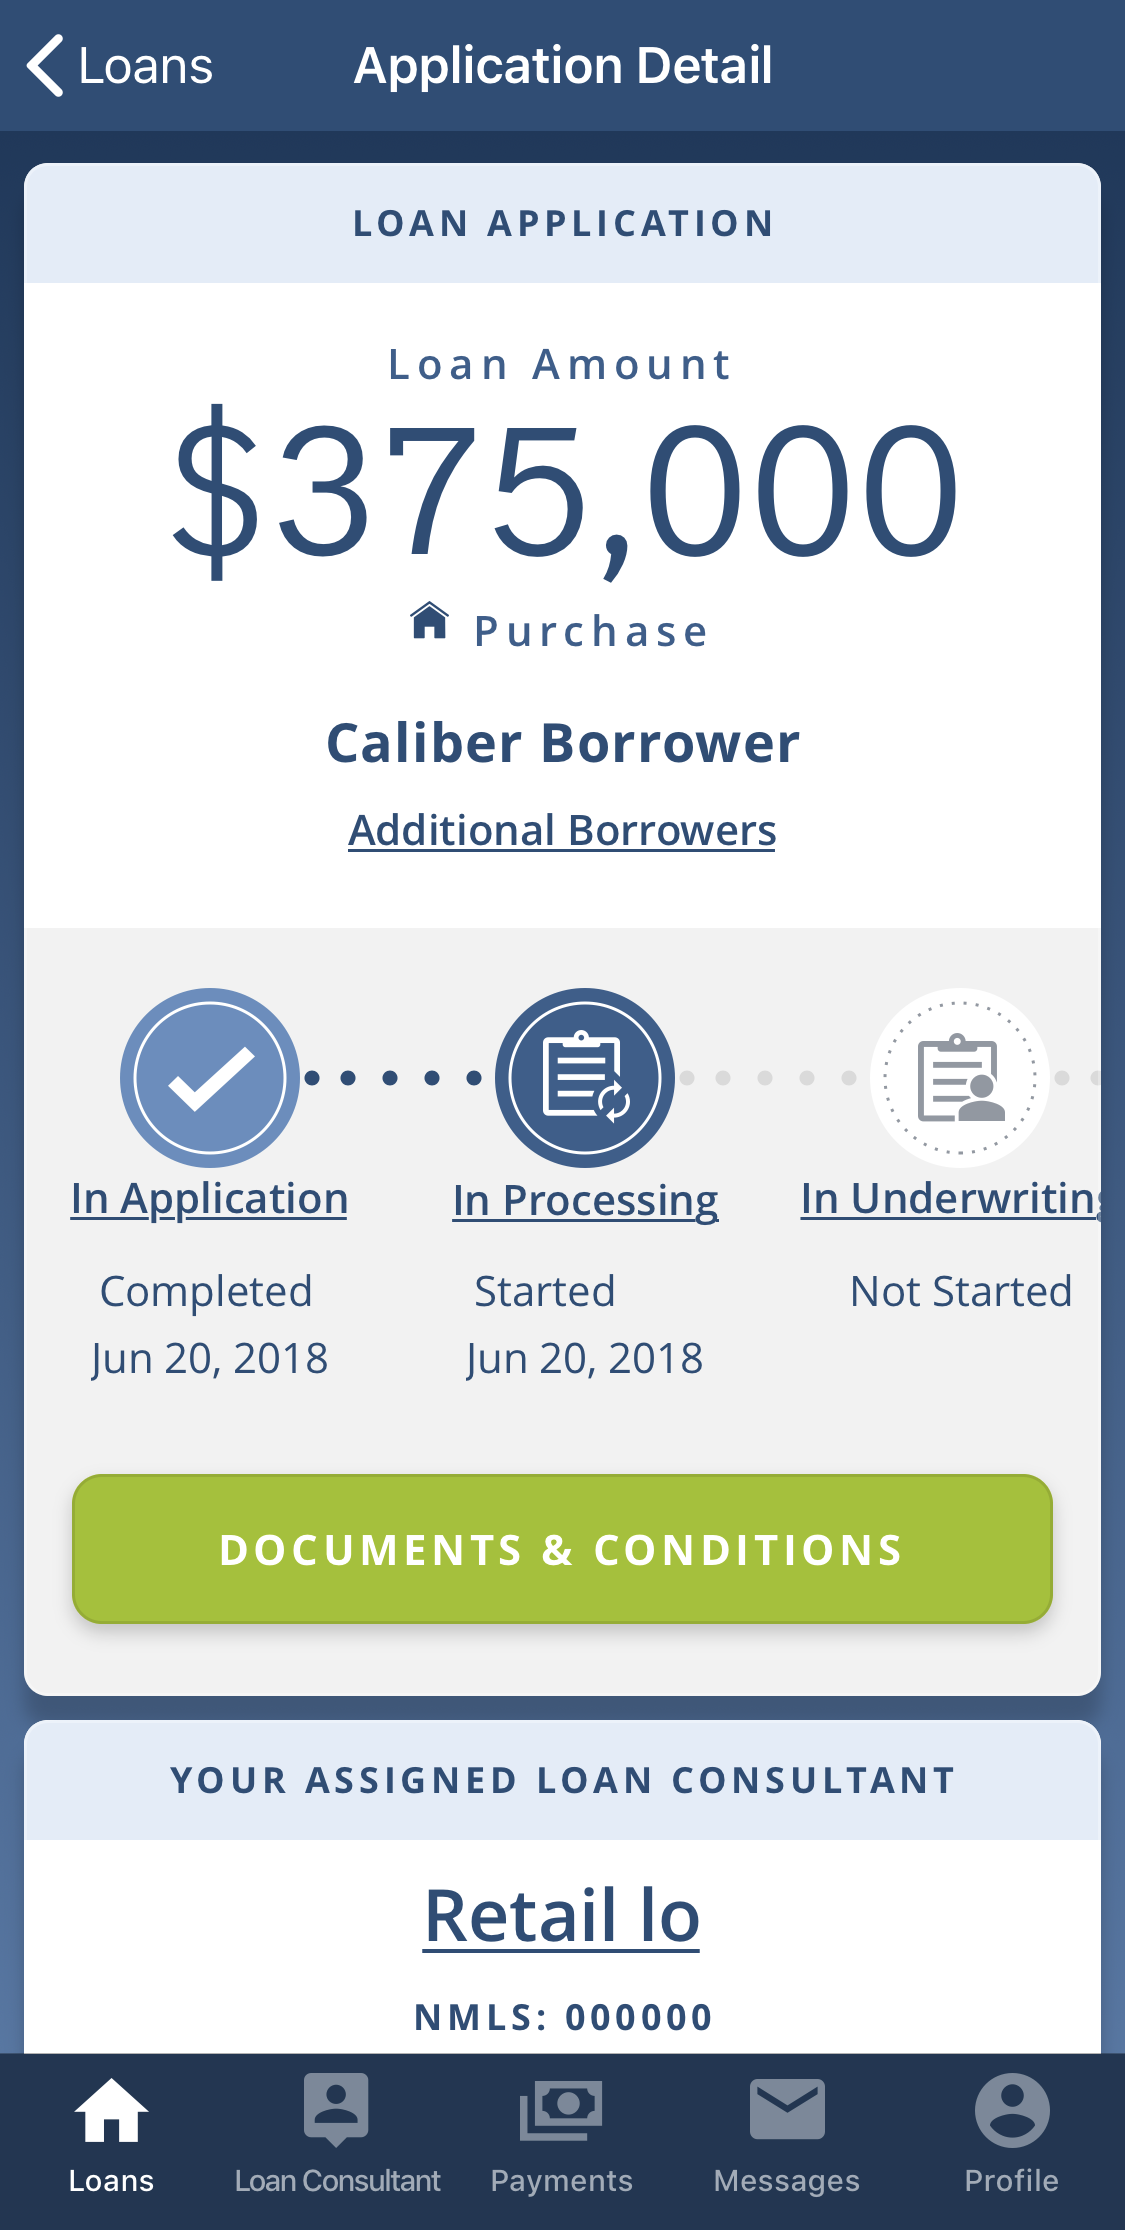 Loans
Application Detail
LOAN APPLICATION
Loan Amount
$375,000
Purchase
Caliber Borrower
Additional Borrowers
In Application
In Processing
In Underwriting
Completed
Started
Not Started
Jun 20, 2018
Jun 20, 2018
DOCUMENTS & CONDITIONS
YOUR ASSIGNED LOAN CONSULTANT
Retail lo
NMLS: 000000
Loans
Loan Consultant
Payments
Messages
Profile